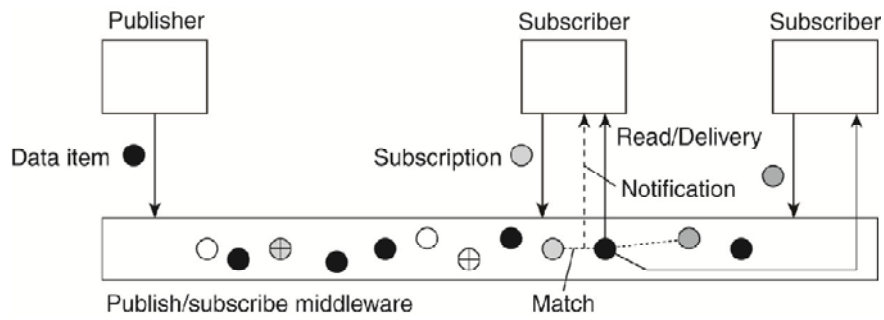 Publisher
Subscriber
Subscriber
Data item
Subscription
Read/Delivery
Notification
Publish/subscribe middleware
Match